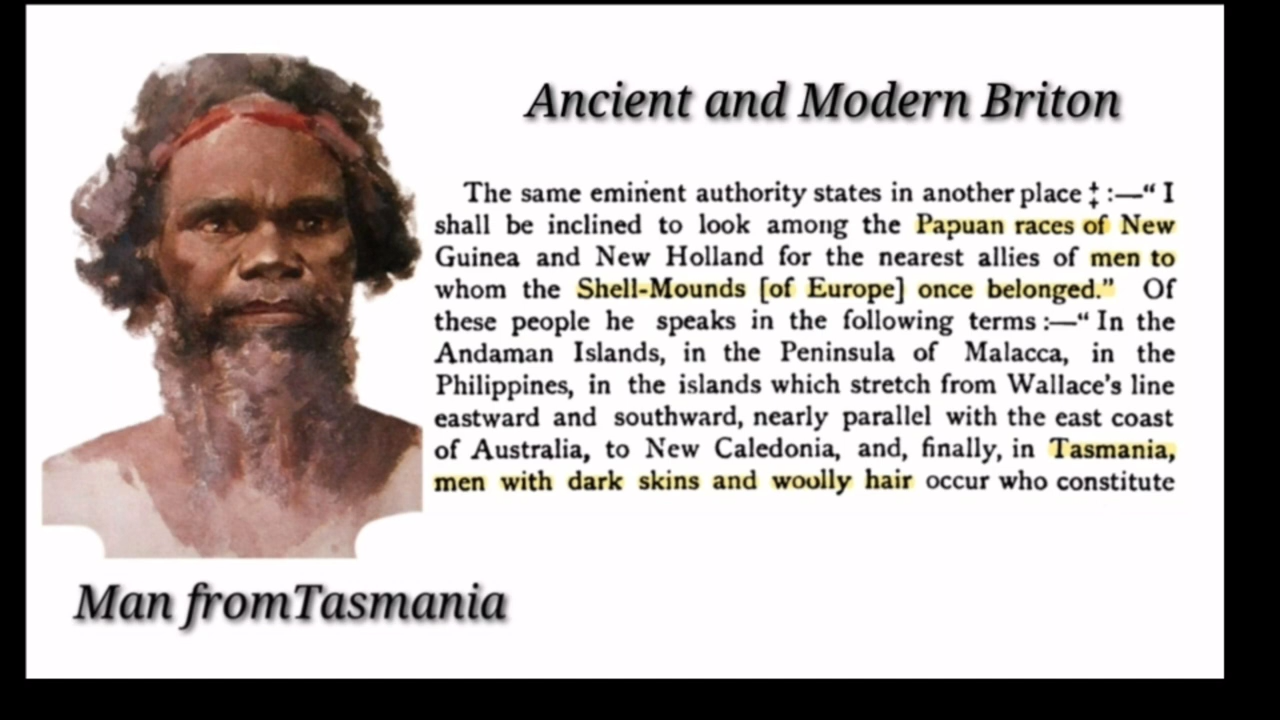 Ancient and Modern Briton
The same eminent authority states in another place ‡ :—“ I
shall be inclined to look among the Papuan races of New
Guinea and New Holland for the nearest allies of men to
whom the Shell-Mounds [of Europe] once belonged.” Of
these people he speaks in the following terms :—“ In the
Andaman Islands, in the Peninsula of Malacca, in the
Philippines, in the islands which stretch from Wallace's line
eastward and southward, nearly parallel with the east coast
of Australia, to New Caledonia, and, finally, in Tasmania,
men with dark skins and woolly hair occur who constitute
Man fromTasmania